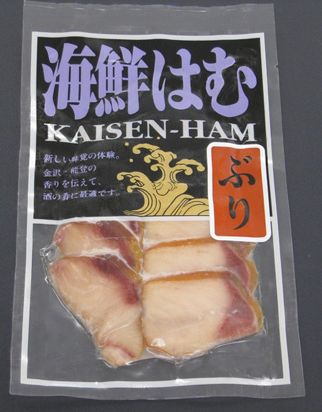 海鮮はむ
KAISEN-HAM
新しい味覚の体験。
金沢・能登の
香りを伝えて、
酒の肴に最適です。
ぶり